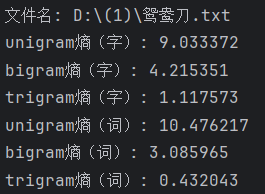 文件名: D:\(1)\鸳鸯刀.txt
unigram熵（字）: 9.033372
bigram熵（字）: 4.215351
trigram熵（字）: 1.117573
unigram熵（词）: 10.476217
bigram熵（词）: 3.085965
trigram熵（词）: 0.432043